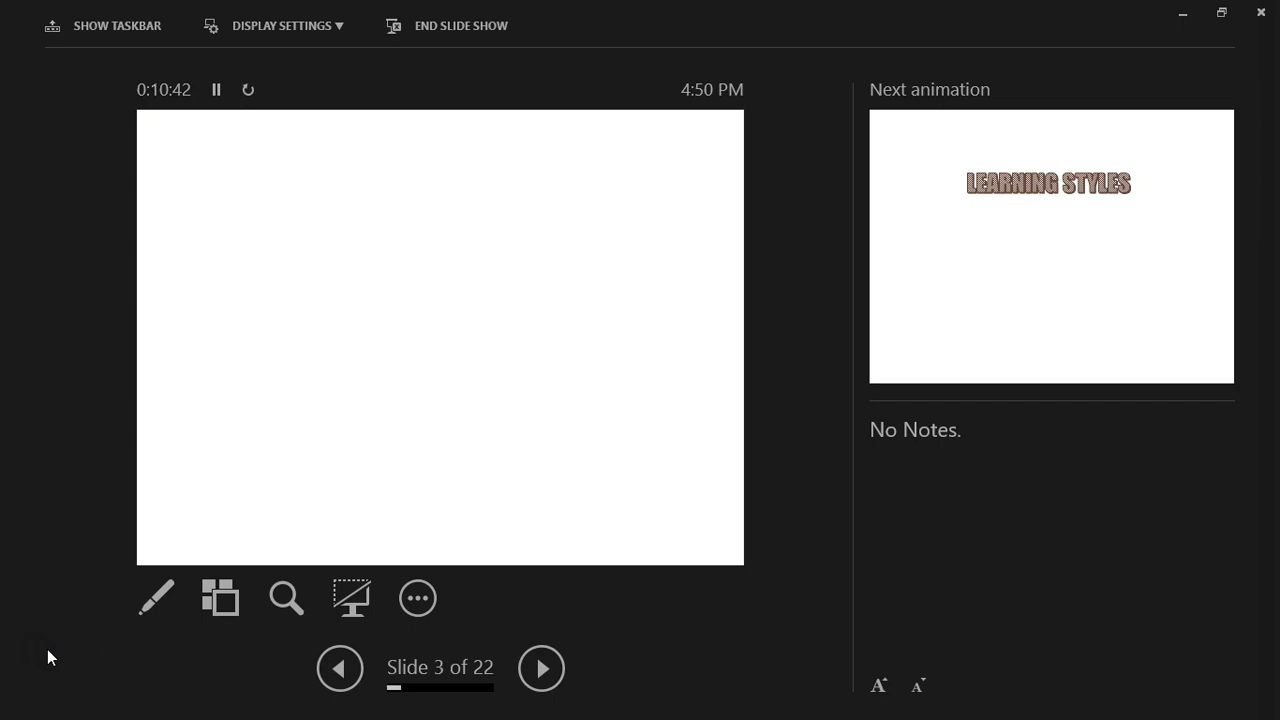 SHOW TASKBAR DISPLAY SETTINGS ▼ END SLIDE SHOW
0:10:42 4:50 PM
Next animation
LEARNING STYLES
No Notes.
Slide 3 of 22
A A